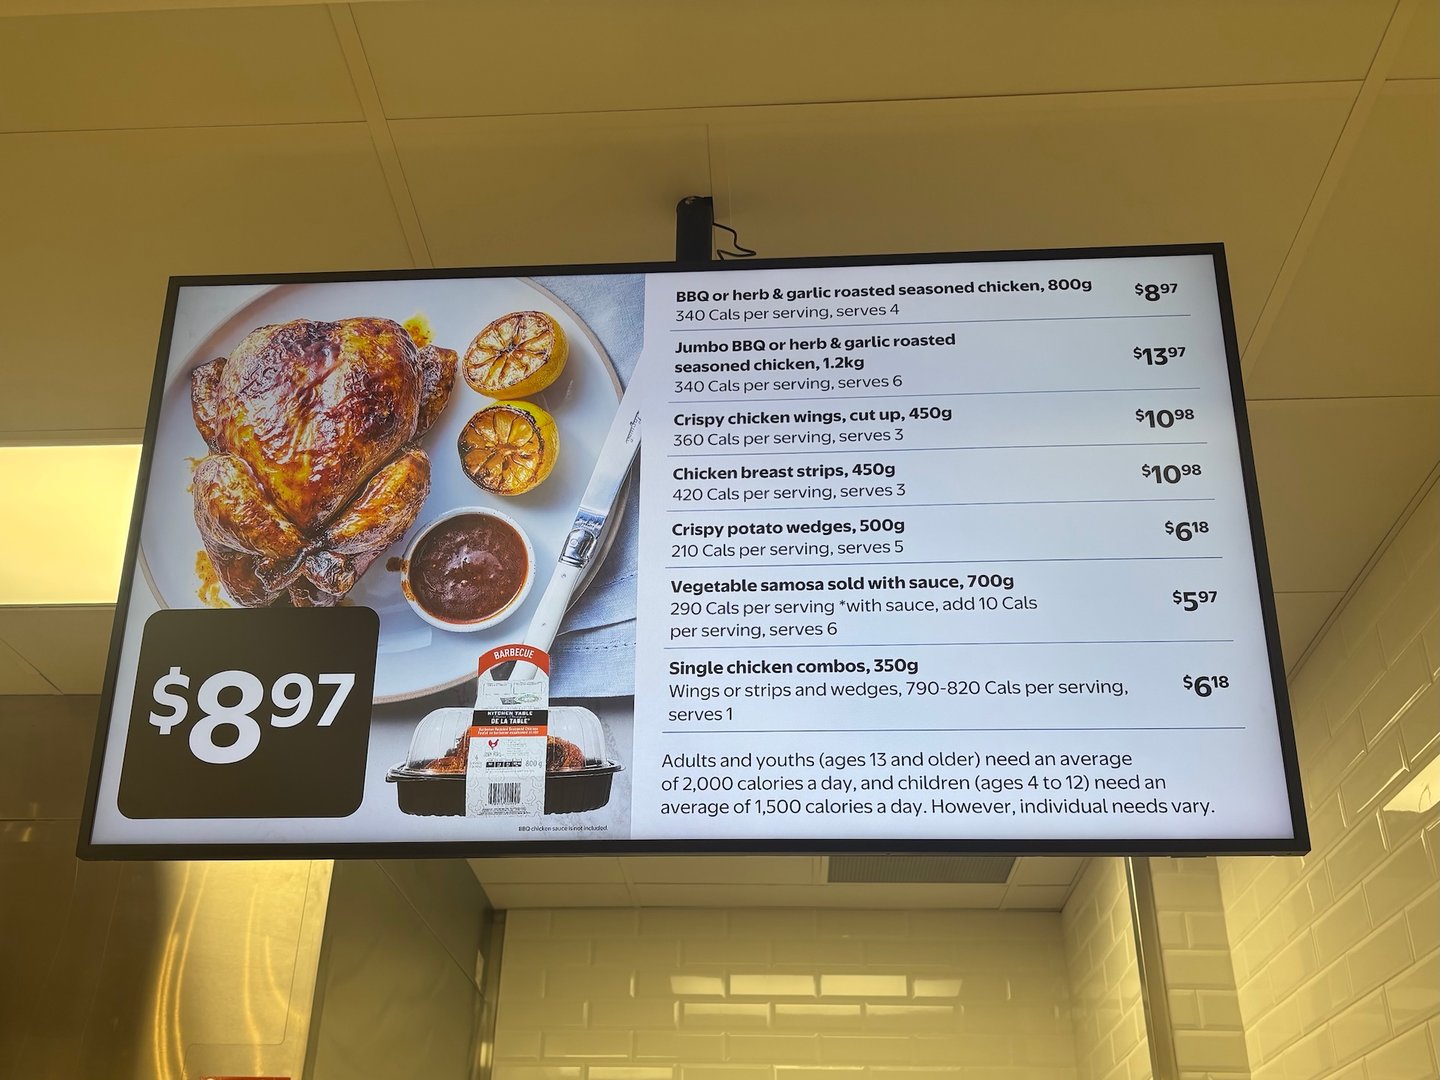 BBQ or herb & garlic roasted seasoned chicken, 800g $8.97
340 Cals per serving, serves 4
Jumbo BBQ or herb & garlic roasted
seasoned chicken, 1.2kg $13.97
340 Cals per serving, serves 6
Crispy chicken wings, cut up, 450g $10.98
360 Cals per serving, serves 3
Chicken breast strips, 450g $10.98
420 Cals per serving, serves 3
Crispy potato wedges, 500g $6.18
210 Cals per serving, serves 5
Vegetable samosa sold with sauce, 700g $5.97
290 Cals per serving *with sauce, add 10 Cals
per serving, serves 6
Single chicken combos, 350g $6.18
Wings or strips and wedges, 790-820 Cals per serving,
serves 1
Adults and youths (ages 13 and older) need an average
of 2,000 calories a day, and children (ages 4 to 12) need an
average of 1,500 calories a day. However, individual needs vary.
$8.97
BARBECUE
KITCHEN TABLE
DE LA TABLE
800 g
BBQ chicken sauce is not included.